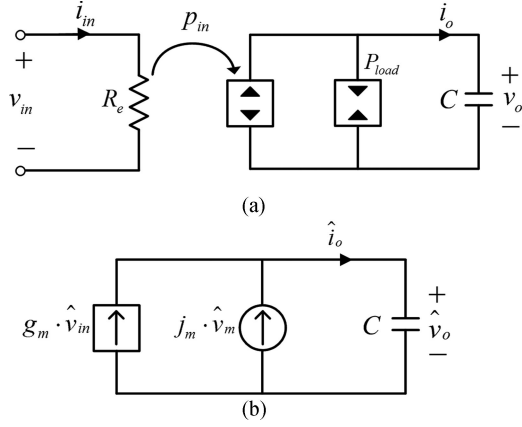 i_in
p_in
i_o
+
v_in
−
R_e
P_load
C
+
v_o
−
(a)
î_o
g_m · v̂_in
j_m · v̂_m
C
+
v̂_o
−
(b)